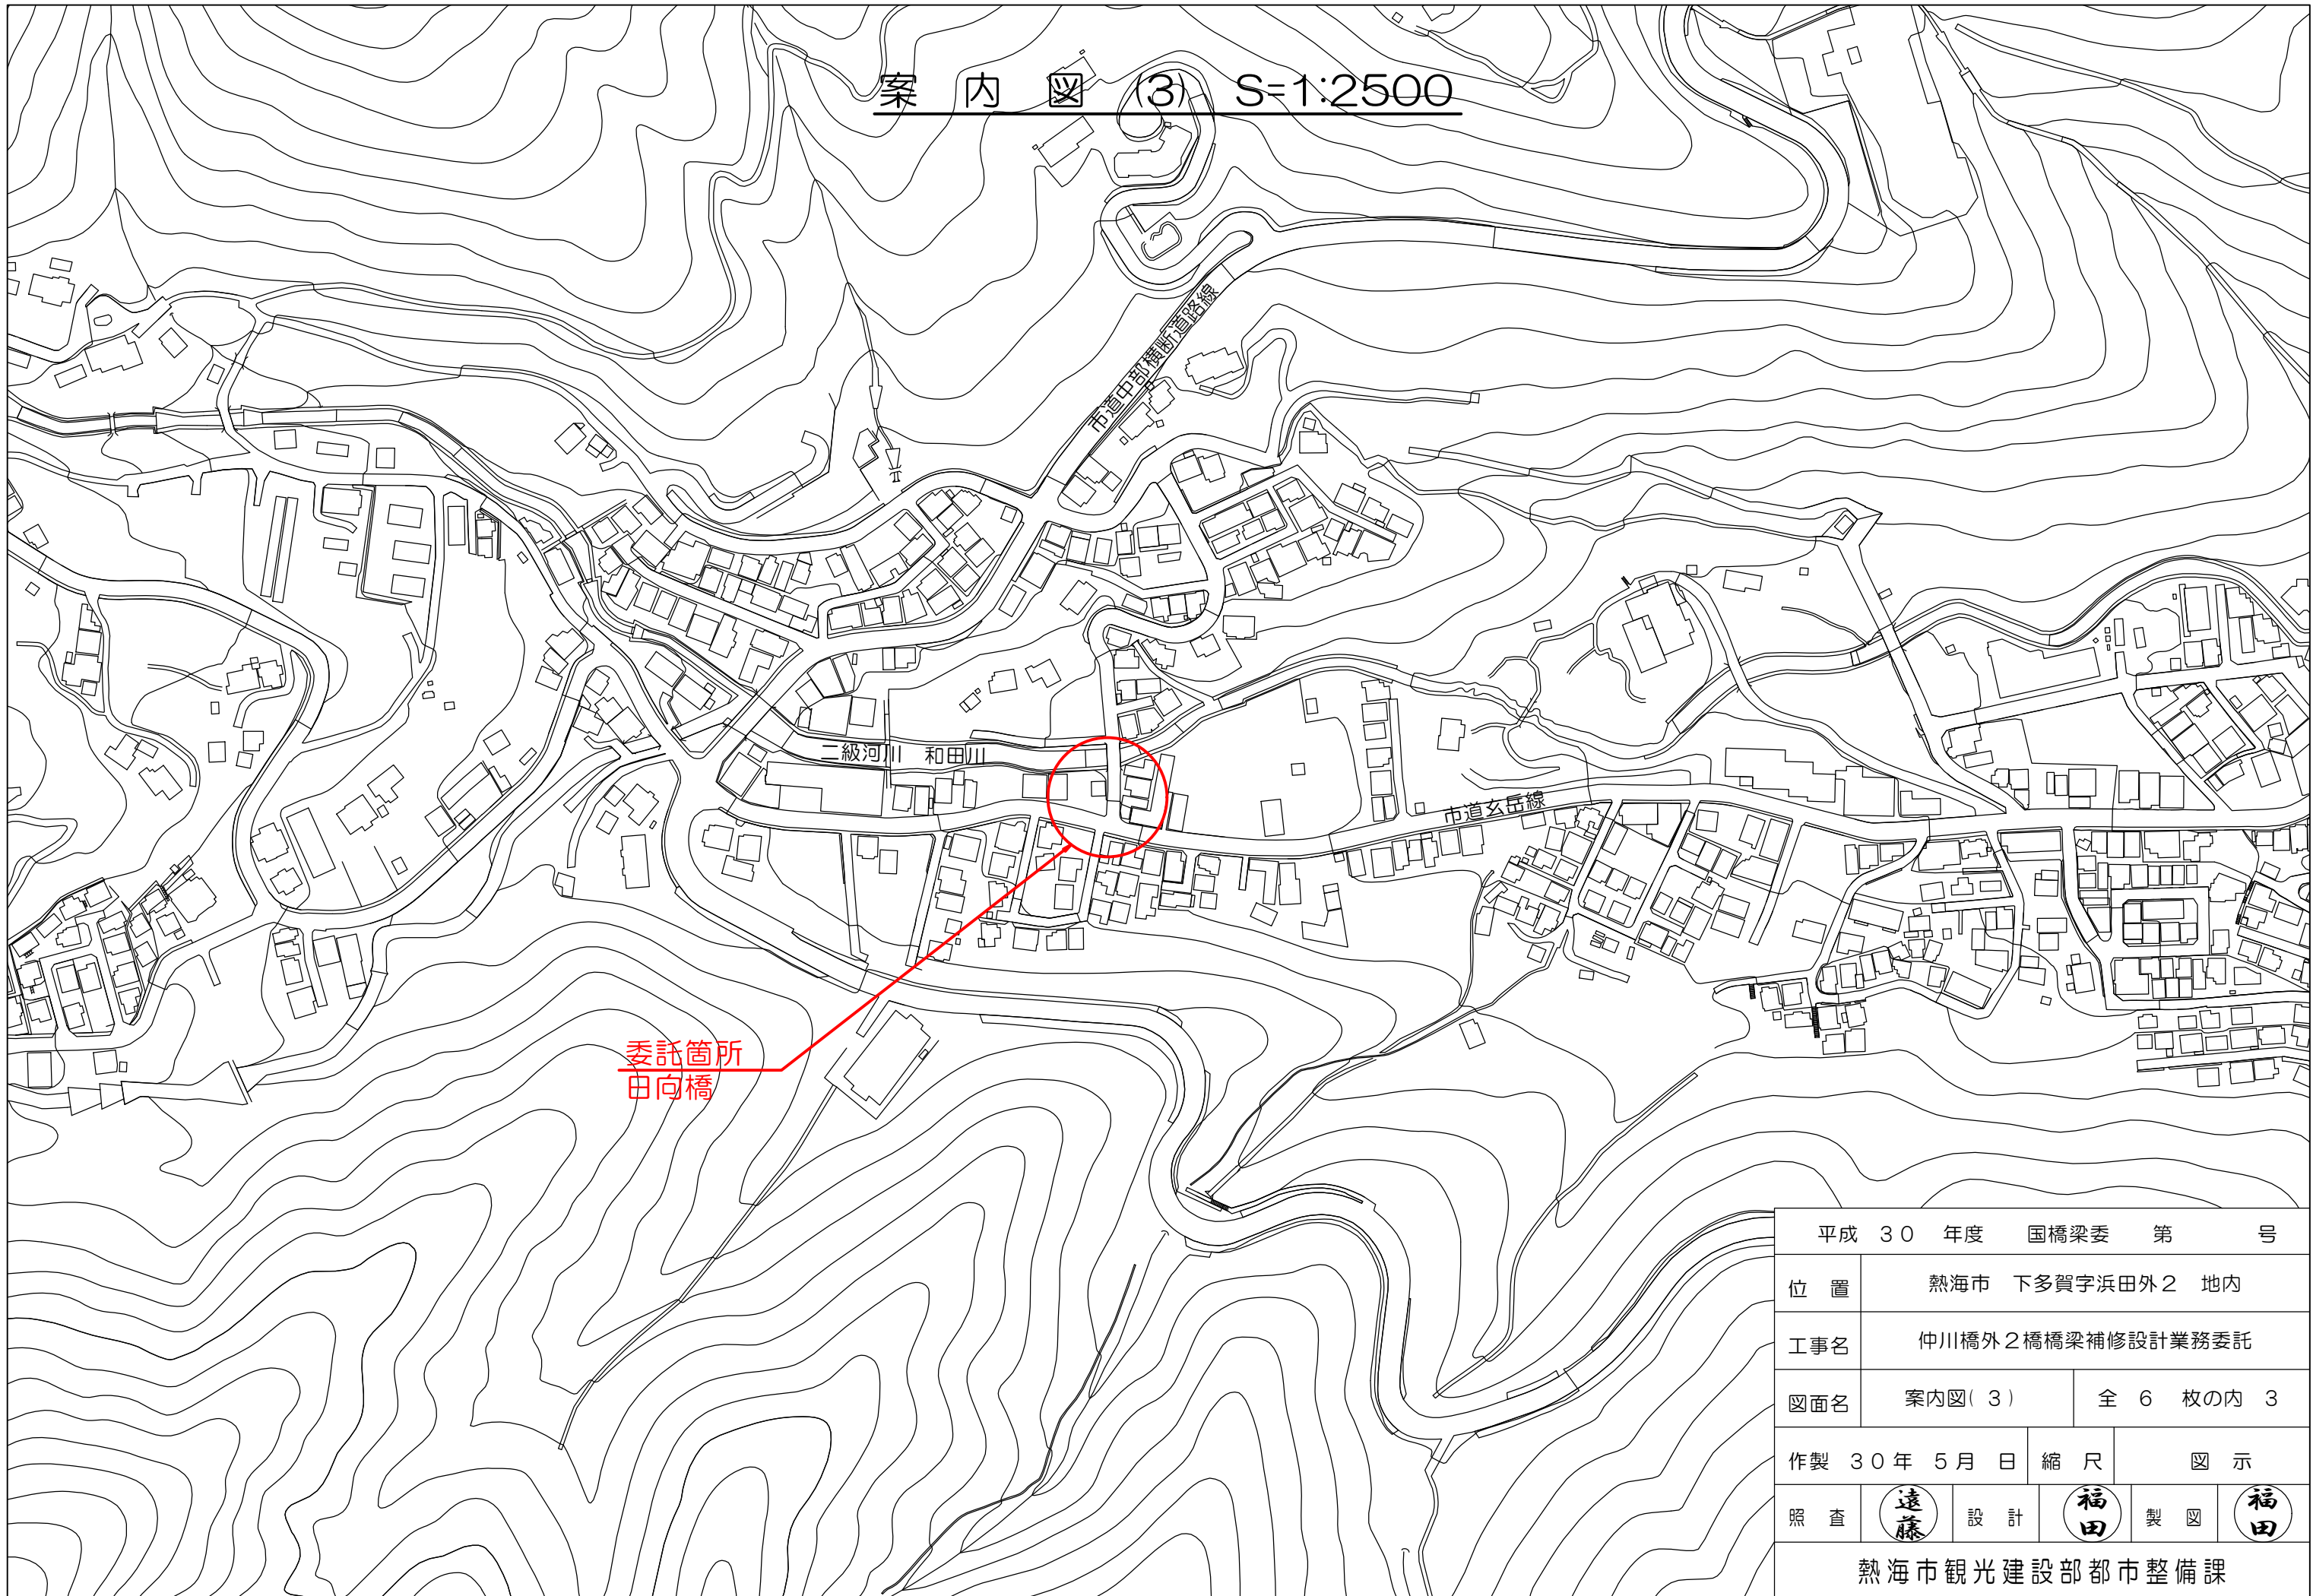 案 内 図 (3) S=1:2500
市道中部横断道路線
二級河川 和田川
市道玄岳線
委託箇所
日向橋
平成 30 年度 国橋梁委 第 号
位 置 熱海市 下多賀字浜田外2 地内
工事名 仲川橋外2橋橋梁補修設計業務委託
図面名 案内図(3) 全 6 枚の内 3
作製 30年 5月 日 縮 尺 図 示
照 査 遠藤 設 計 福田 製 図 福田
熱海市観光建設部都市整備課